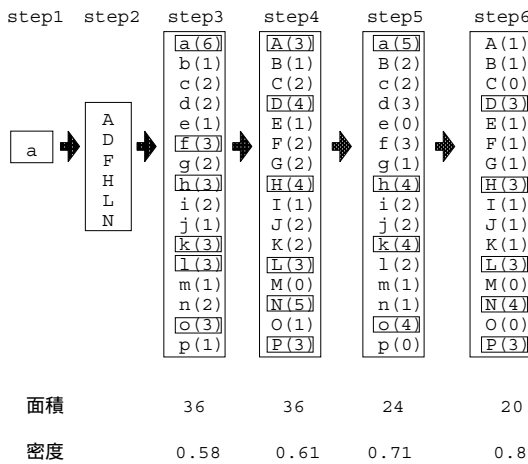 step1 step2 step3 step4 step5 step6
a
A
D
F
H
L
N
a(6)
b(1)
c(2)
d(2)
e(1)
f(3)
g(2)
h(3)
i(2)
j(1)
k(3)
l(3)
m(1)
n(2)
o(3)
p(1)
A(3)
B(1)
C(2)
D(4)
E(1)
F(2)
G(2)
H(4)
I(1)
J(2)
K(2)
L(3)
M(0)
N(5)
O(1)
P(3)
a(5)
B(2)
c(2)
d(3)
e(0)
f(3)
g(1)
h(4)
i(2)
j(2)
k(4)
l(2)
m(1)
n(1)
o(4)
p(0)
A(1)
B(1)
C(0)
D(3)
E(1)
F(1)
G(1)
H(3)
I(1)
J(1)
K(1)
L(3)
M(0)
N(4)
O(0)
P(3)
面積 36 36 24 20
密度 0.58 0.61 0.71 0.8